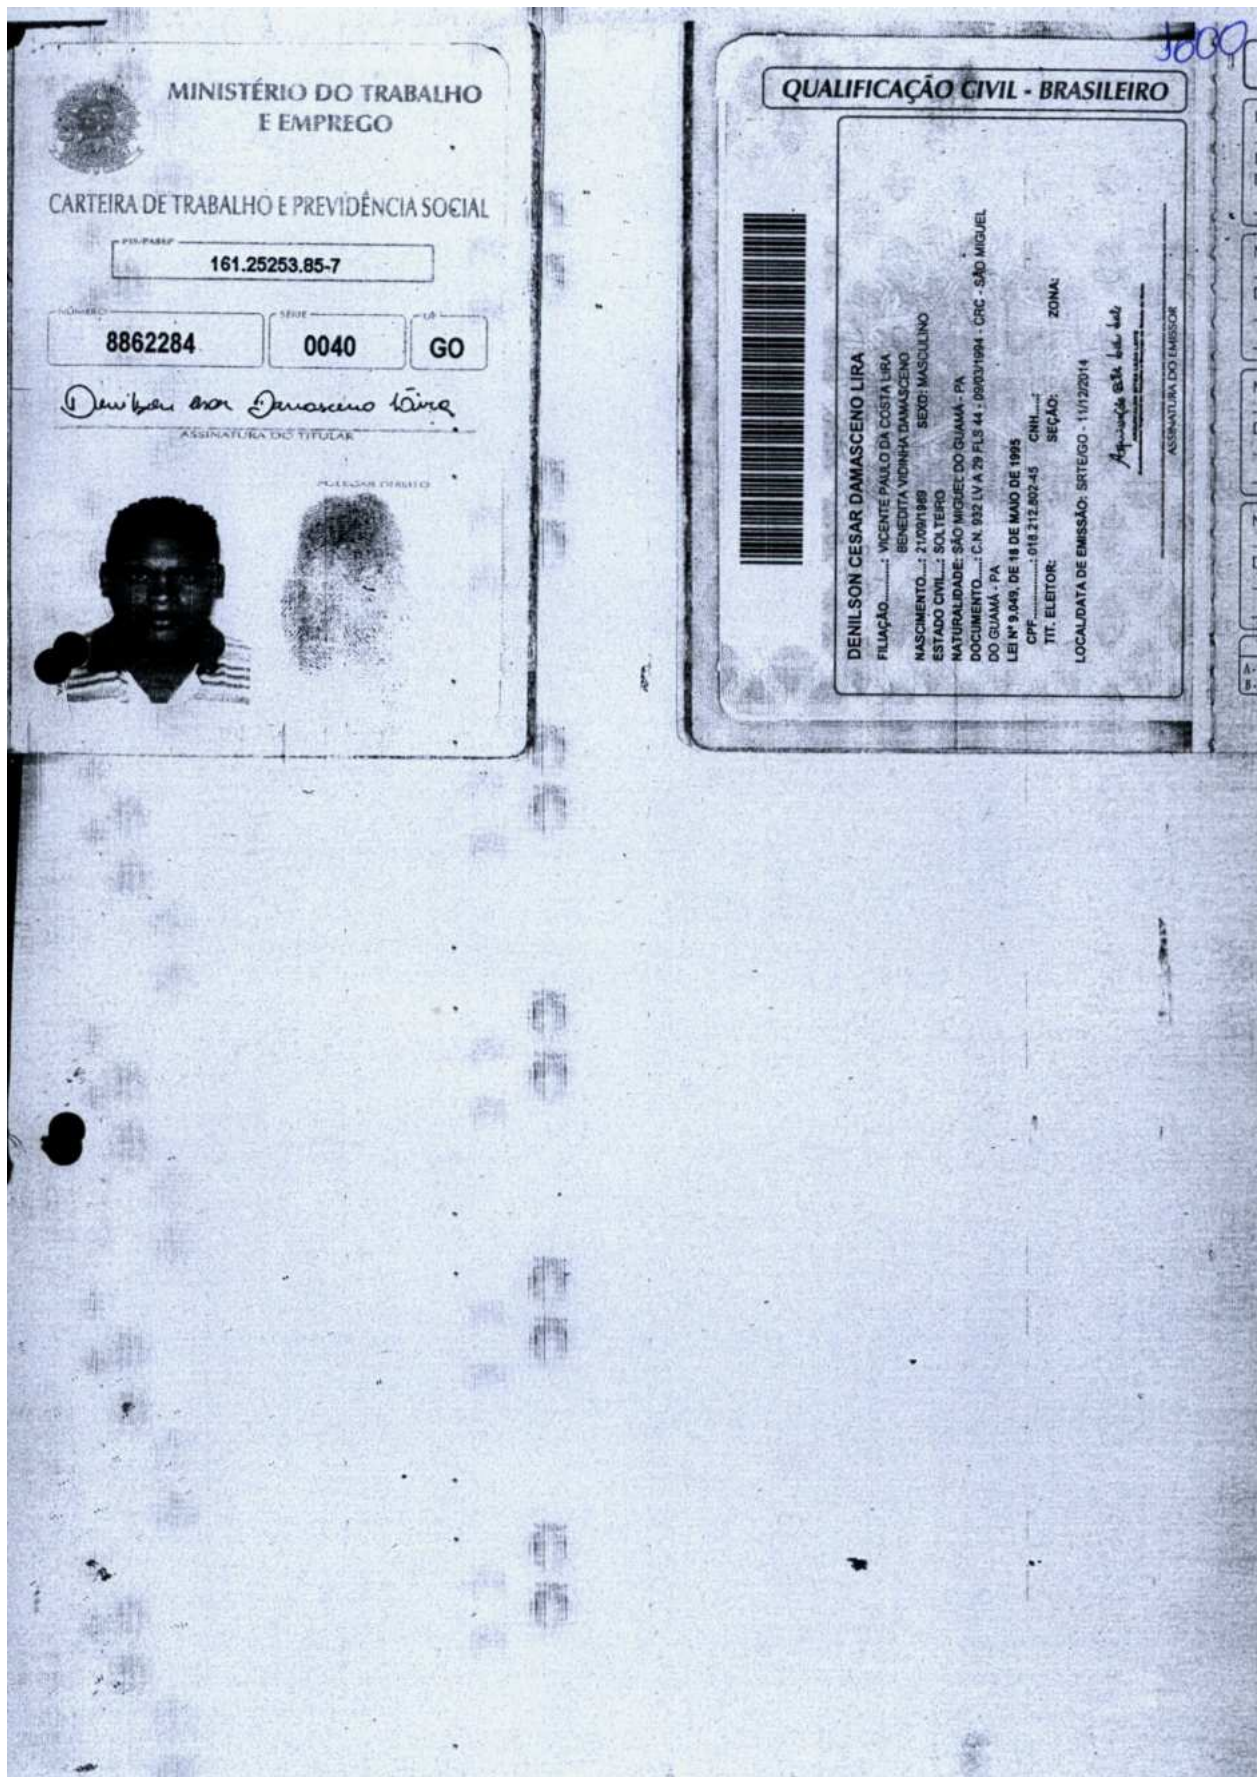 MINISTÉRIO DO TRABALHO
E EMPREGO
CARTEIRA DE TRABALHO E PREVIDÊNCIA SOCIAL
PIS/PASEP
161.25253.85-7
NÚMERO
8862284
SÉRIE
0040
UF
GO
Denilson Cesar Damasceno Lira
ASSINATURA DO TITULAR
POLEGAR DIREITO
1000
QUALIFICAÇÃO CIVIL - BRASILEIRO
DENILSON CESAR DAMASCENO LIRA
FILIAÇÃO.........: VICENTE PAULO DA COSTA LIRA
BENEDITA VIDINHA DAMASCENO
NASCIMENTO...: 21/09/1989 SEXO: MASCULINO
ESTADO CIVIL...: SOLTEIRO
NATURALIDADE: SÃO MIGUEL DO GUAMÁ - PA
DOCUMENTO....: C.N. 932 LV A 29 FLS 44 - 09/03/1994 - CRC - SÃO MIGUEL
DO GUAMÁ - PA
LEI Nº 9.049, DE 18 DE MAIO DE 1995
CPF..............: 018.212.802-45 CNH....:
TIT. ELEITOR: SEÇÃO: ZONA:
LOCAL/DATA DE EMISSÃO: SRTE/GO - 11/12/2014
ASSINATURA DO EMISSOR